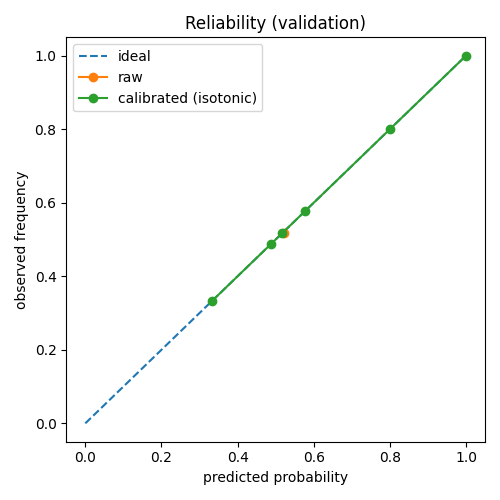 Reliability (validation)
ideal
raw
calibrated (isotonic)
1.0
0.8
0.6
0.4
0.2
0.0
observed frequency
0.0 0.2 0.4 0.6 0.8 1.0
predicted probability